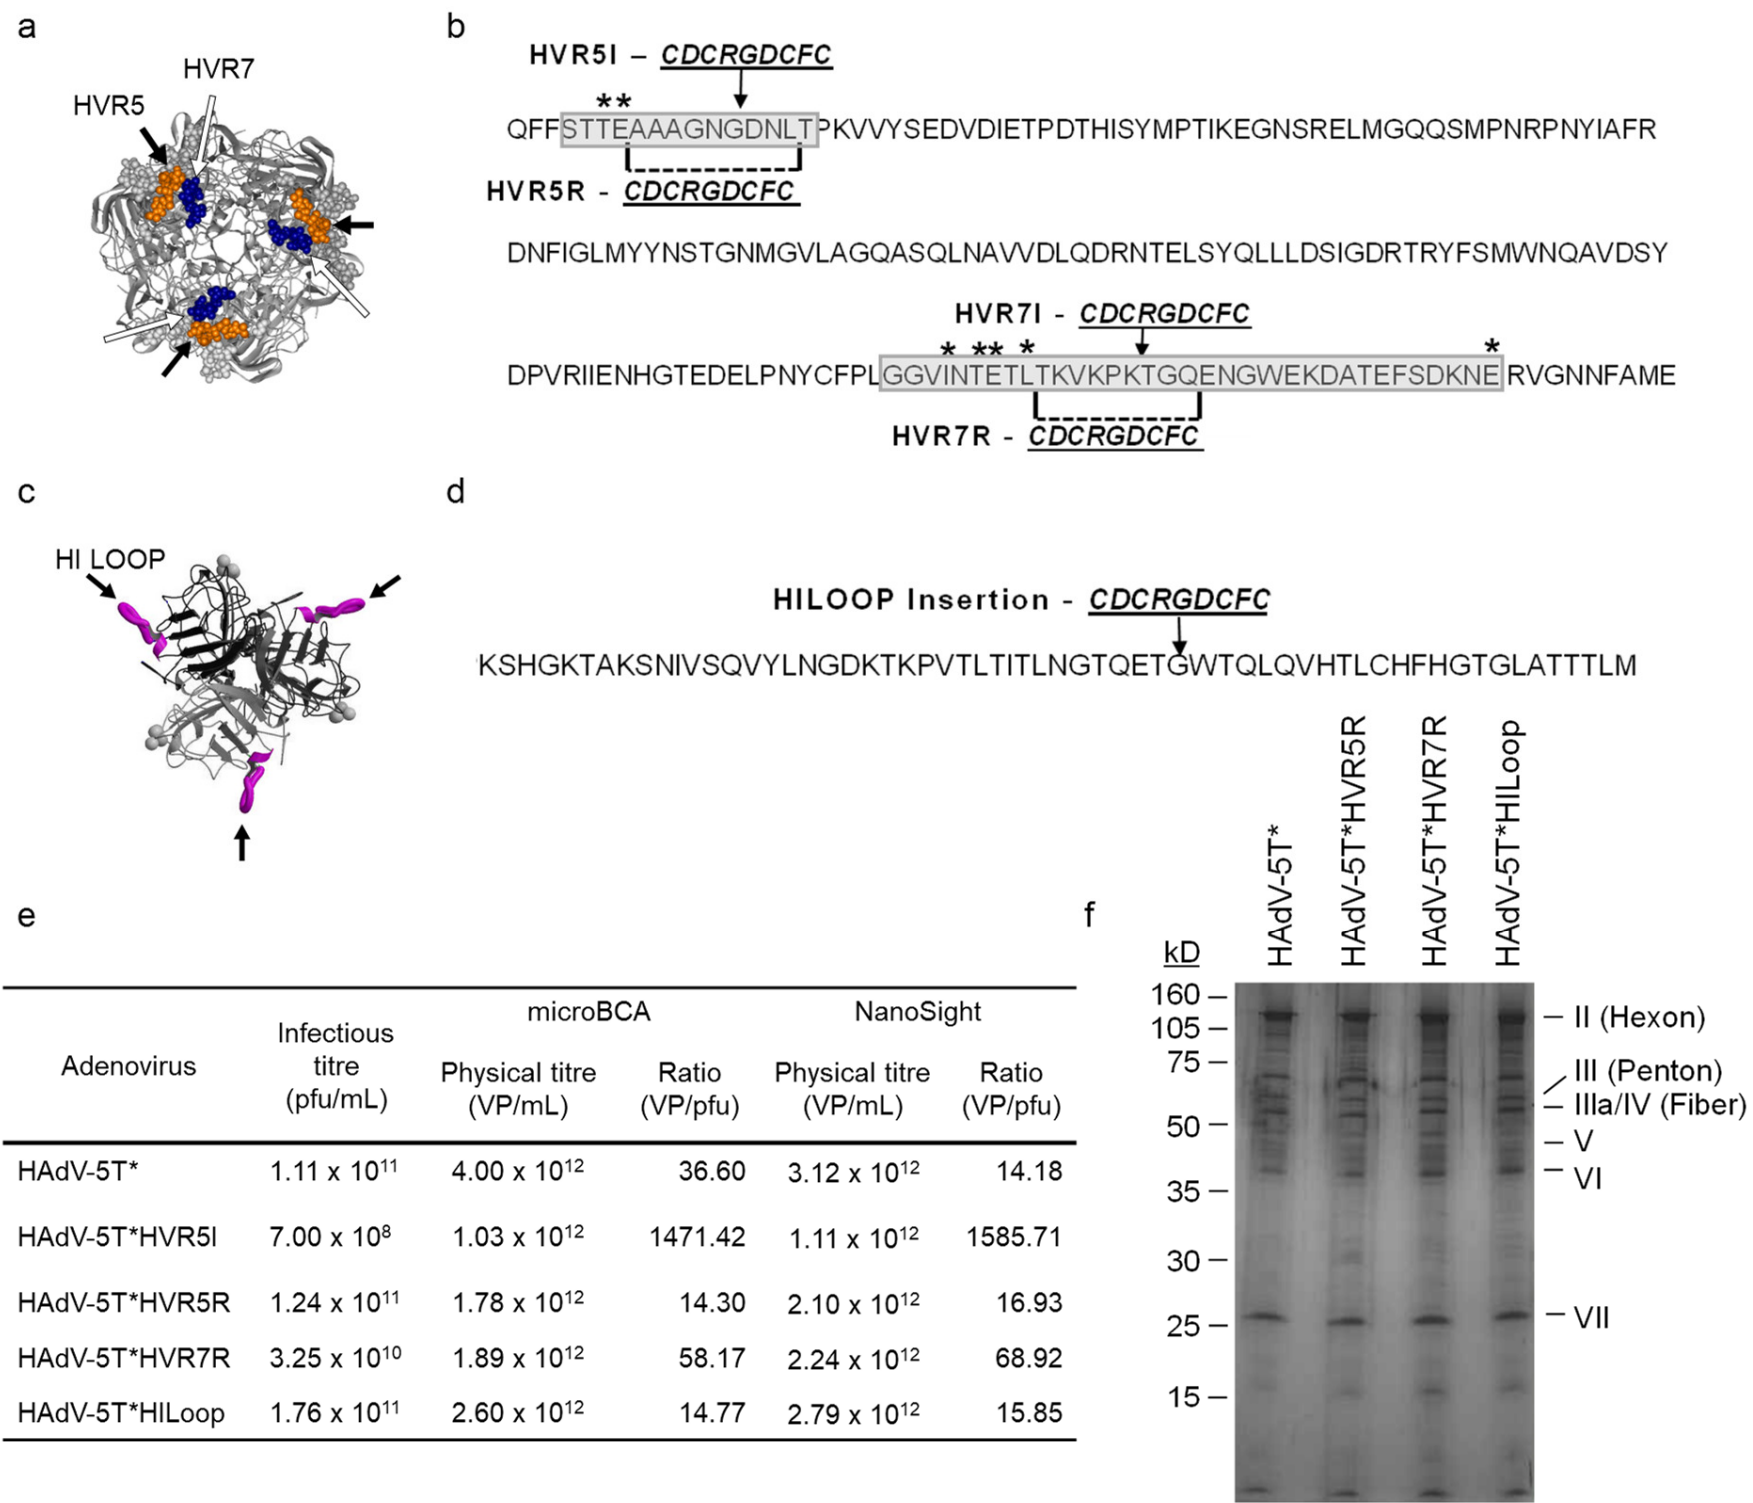 a
HVR7
HVR5
b
HVR5I – CDCRGDCFC
**
QFFSTTEAAAGNGDNLTPKVVYSEDVDIETPDTHISYMPTIKEGNSRELMGQQSMPNRPNYIAFR
HVR5R - CDCRGDCFC
DNFIGLMYYNSTGNMGVLAGQASQLNAVVDLQDRNTELSYQLLLDSIGDRTRYFSMWNQAVDSY
HVR7I - CDCRGDCFC
* ** * *
DPVRIIENHGTEDELPNYCFPLGGVINTETLTKVKPKTGQENGWEKDATEFSDKNERVGNNFAME
HVR7R - CDCRGDCFC
c
HI LOOP
d
HILOOP Insertion - CDCRGDCFC
KSHGKTAKSNIVSQVYLNGDKTKPVTLTITLNGTQETGWTQLQVHTLCHFHGTGLATTTLM
e
microBCA NanoSight
Adenovirus Infectious titre (pfu/mL) Physical titre (VP/mL) Ratio (VP/pfu) Physical titre (VP/mL) Ratio (VP/pfu)
HAdV-5T* 1.11 x 10¹¹ 4.00 x 10¹² 36.60 3.12 x 10¹² 14.18
HAdV-5T*HVR5I 7.00 x 10⁸ 1.03 x 10¹² 1471.42 1.11 x 10¹² 1585.71
HAdV-5T*HVR5R 1.24 x 10¹¹ 1.78 x 10¹² 14.30 2.10 x 10¹² 16.93
HAdV-5T*HVR7R 3.25 x 10¹⁰ 1.89 x 10¹² 58.17 2.24 x 10¹² 68.92
HAdV-5T*HILoop 1.76 x 10¹¹ 2.60 x 10¹² 14.77 2.79 x 10¹² 15.85
f
HAdV-5T*
HAdV-5T*HVR5R
HAdV-5T*HVR7R
HAdV-5T*HILoop
kD
160
105
75
50
35
30
25
15
II (Hexon)
III (Penton)
IIIa/IV (Fiber)
V
VI
VII